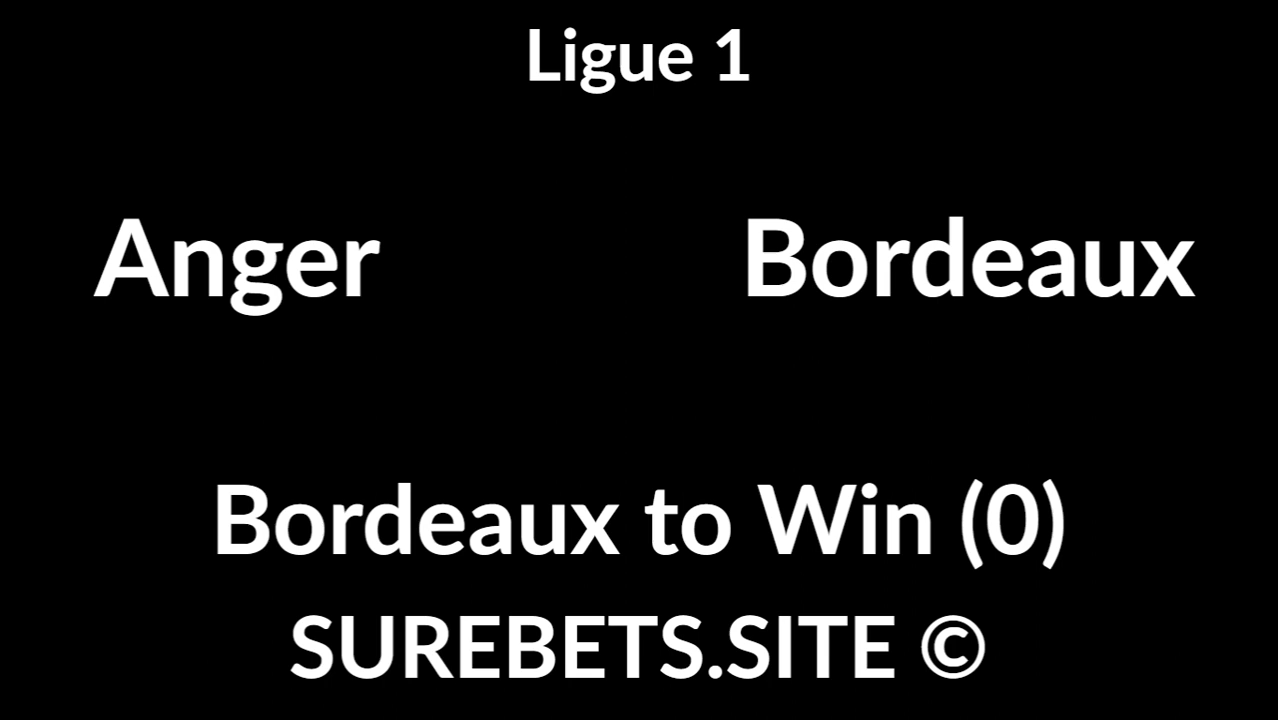 Ligue 1
Anger Bordeaux
Bordeaux to Win (0)
SUREBETS.SITE ©